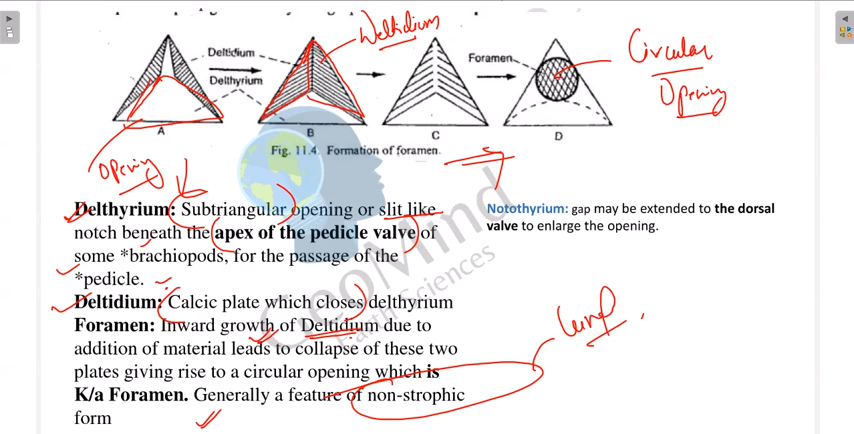 Deltidium
Delthyrium
Foramen
A
B
C
D
Fig. 11.4. Formation of foramen.
Opening
Deltidium
Circular
Opening
Delthyrium: Subtriangular opening or slit like
notch beneath the apex of the pedicle valve of
some *brachiopods, for the passage of the
*pedicle.
Deltidium: Calcic plate which closes delthyrium
Foramen: Inward growth of Deltidium due to
addition of material leads to collapse of these two
plates giving rise to a circular opening which is
K/a Foramen. Generally a feature of non-strophic
form
Notothyrium: gap may be extended to the dorsal
valve to enlarge the opening.
GeoMind
Earth Sciences